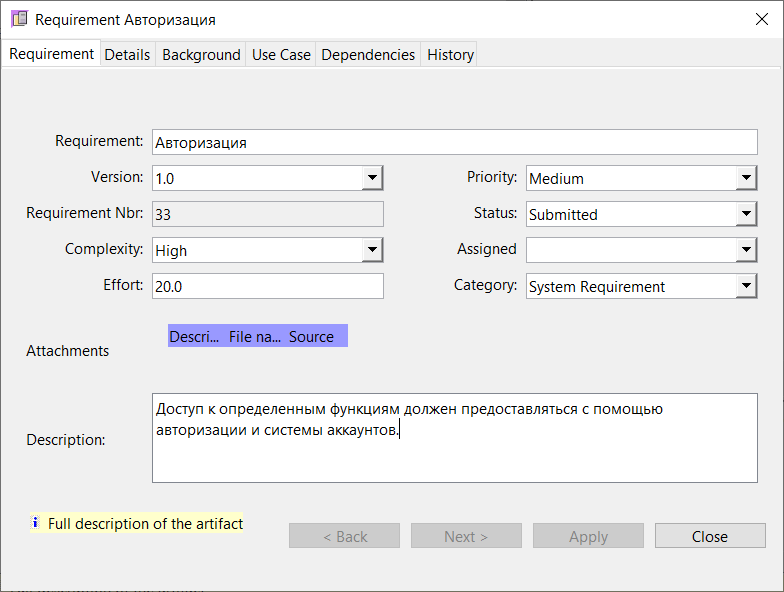 Requirement Авторизация
Requirement Details Background Use Case Dependencies History
Requirement: Авторизация
Version: 1.0 Priority: Medium
Requirement Nbr: 33 Status: Submitted
Complexity: High Assigned
Effort: 20.0 Category: System Requirement
Descri... File na... Source
Attachments
Доступ к определенным функциям должен предоставляться с помощью
авторизации и системы аккаунтов.
Description:
Full description of the artifact
< Back Next > Apply Close